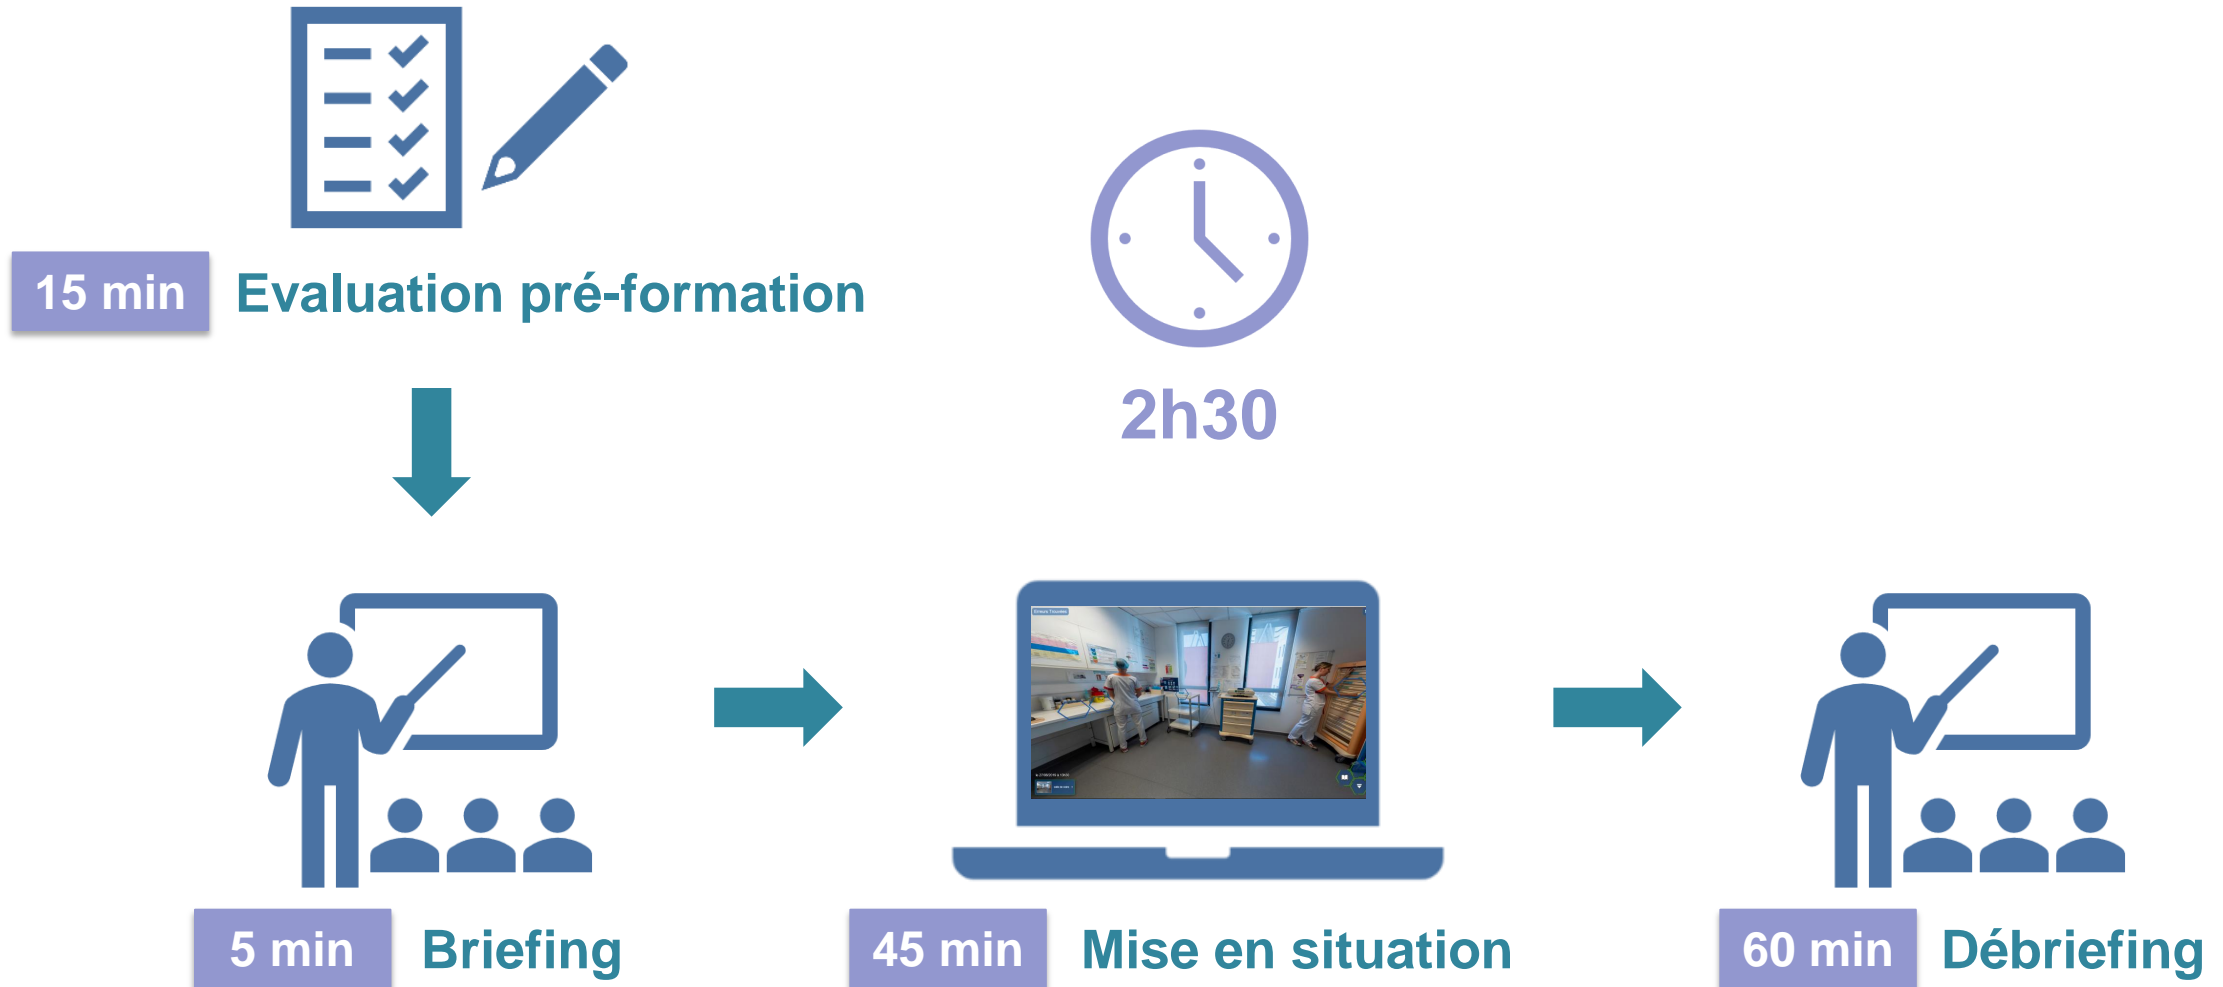 15 min Evaluation pré-formation
2h30
5 min Briefing
45 min Mise en situation
60 min Débriefing